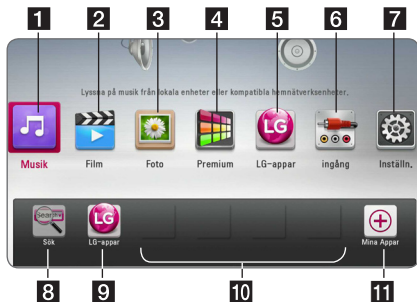 1 2 3 4 5 6 7
Lyssna på musik från lokala enheter eller kompatibla hemnätverksenheter.
LG
Musik Film Foto Premium LG-appar ingång Inställn.
search LG
Sök LG-appar Mina Appar
8 9 10 11